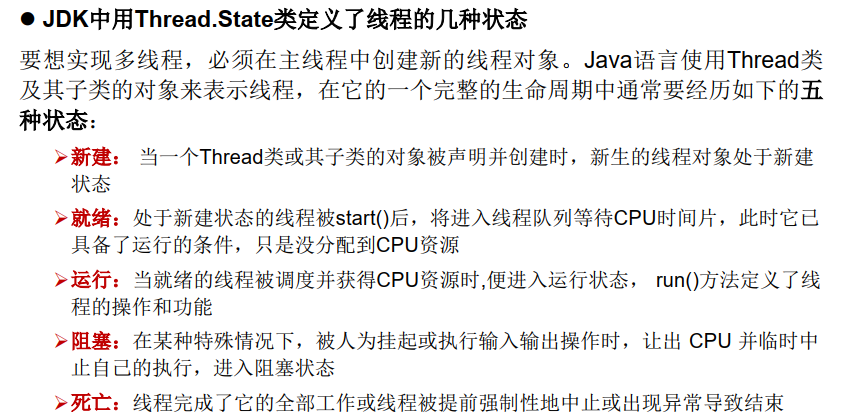 ● JDK中用Thread.State类定义了线程的几种状态
要想实现多线程，必须在主线程中创建新的线程对象。Java语言使用Thread类
及其子类的对象来表示线程，在它的一个完整的生命周期中通常要经历如下的五
种状态：
➢新建： 当一个Thread类或其子类的对象被声明并创建时，新生的线程对象处于新建
状态
➢就绪：处于新建状态的线程被start()后，将进入线程队列等待CPU时间片，此时它已
具备了运行的条件，只是没分配到CPU资源
➢运行：当就绪的线程被调度并获得CPU资源时,便进入运行状态， run()方法定义了线
程的操作和功能
➢阻塞：在某种特殊情况下，被人为挂起或执行输入输出操作时，让出 CPU 并临时中
止自己的执行，进入阻塞状态
➢死亡：线程完成了它的全部工作或线程被提前强制性地中止或出现异常导致结束